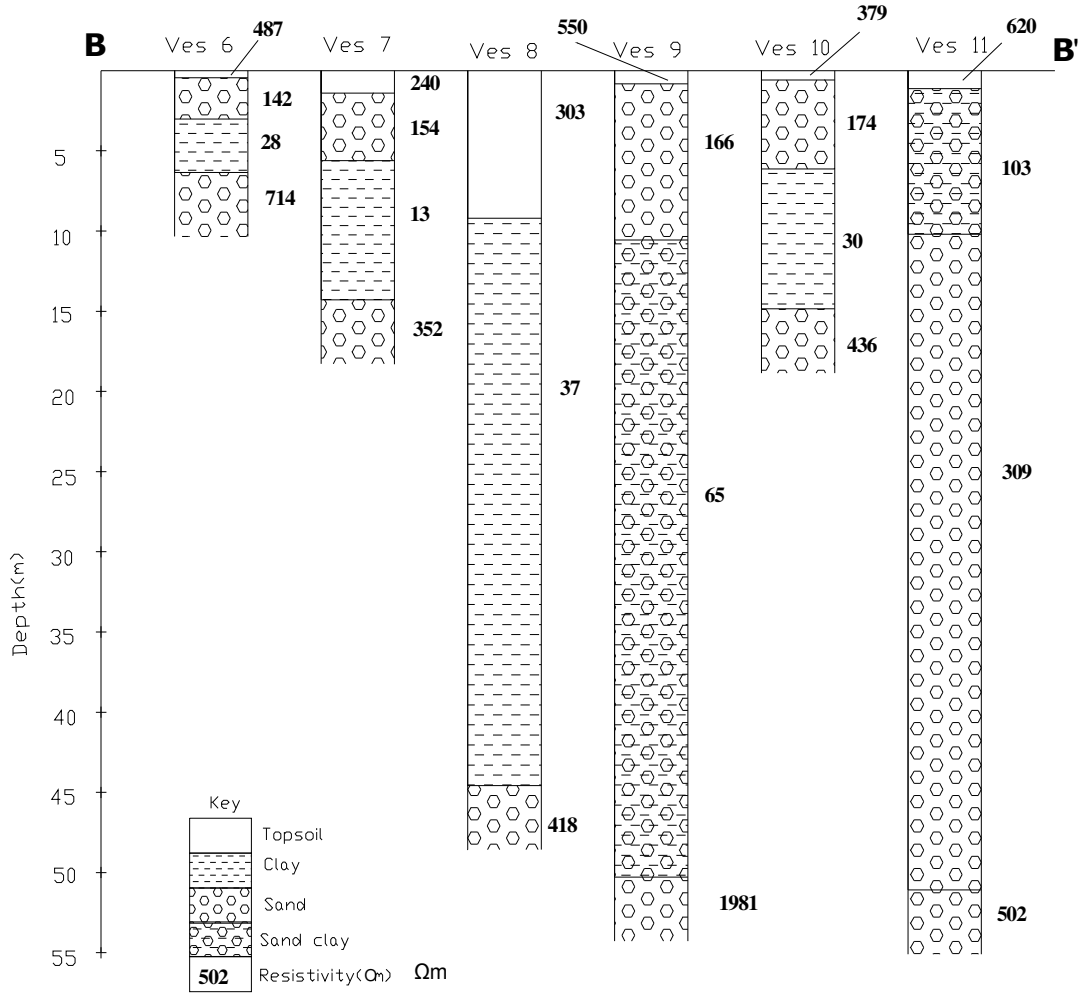 B
Ves 6
487
Ves 7
Ves 8
550
Ves 9
Ves 10
379
Ves 11
620
B'
240
142
303
154
166
174
28
5
103
714
13
30
10
15
352
436
37
20
25
309
65
30
Depth(m)
35
40
45
418
Key
Topsoil
Clay
50
Sand
1981
502
Sand clay
55
502
Resistivity(Ωm)
Ωm